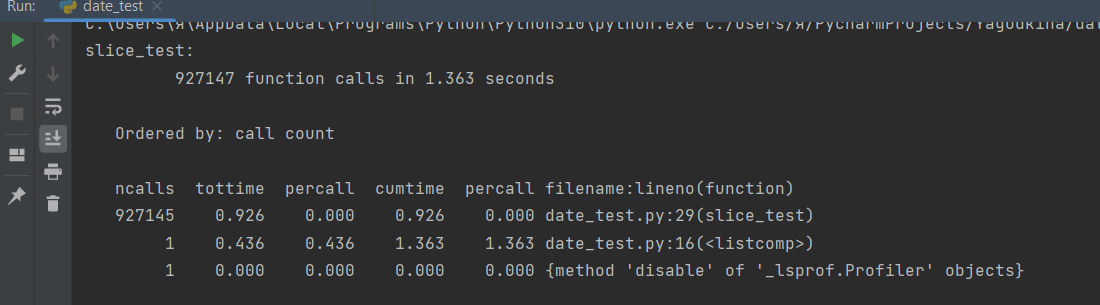 Run: date_test
C:\Users\Я\AppData\Local\Programs\Python\Python310\python.exe C:/Users/Я/PyCharmProjects/Yagodkina/dat
slice_test:
927147 function calls in 1.363 seconds
Ordered by: call count
ncalls tottime percall cumtime percall filename:lineno(function)
927145 0.926 0.000 0.926 0.000 date_test.py:29(slice_test)
1 0.436 0.436 1.363 1.363 date_test.py:16(<listcomp>)
1 0.000 0.000 0.000 0.000 {method 'disable' of '_lsprof.Profiler' objects}